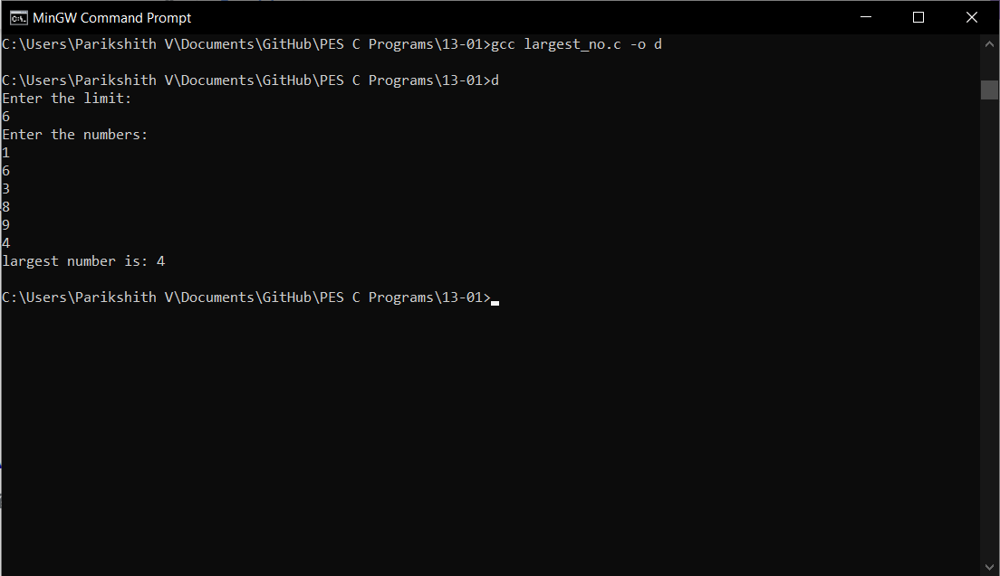 MinGW Command Prompt
C:\Users\Parikshith V\Documents\GitHub\PES C Programs\13-01>gcc largest_no.c -o d
C:\Users\Parikshith V\Documents\GitHub\PES C Programs\13-01>d
Enter the limit:
6
Enter the numbers:
1
6
3
8
9
4
largest number is: 4
C:\Users\Parikshith V\Documents\GitHub\PES C Programs\13-01>